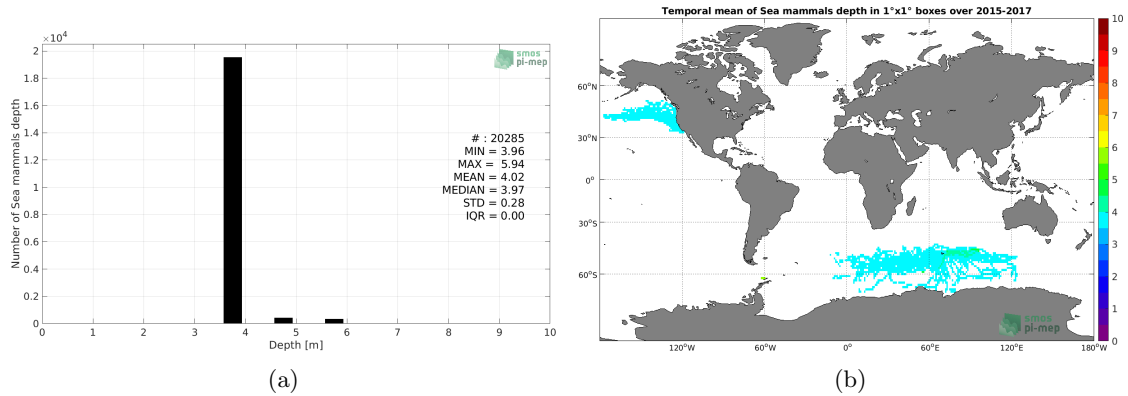 ×10⁴
2
1.8
1.6
1.4
1.2
1
0.8
0.6
0.4
0.2
0
Number of Sea mammals depth
smos
pi-mep
# : 20285
MIN = 3.96
MAX = 5.94
MEAN = 4.02
MEDIAN = 3.97
STD = 0.28
IQR = 0.00
0 1 2 3 4 5 6 7 8 9 10
Depth [m]
(a)
Temporal mean of Sea mammals depth in 1°x1° boxes over 2015-2017
60°N
30°N
0°
30°S
60°S
120°W 60°W 0° 60°E 120°E 180°W
smos
pi-mep
10
9
8
7
6
5
4
3
2
1
0
(b)